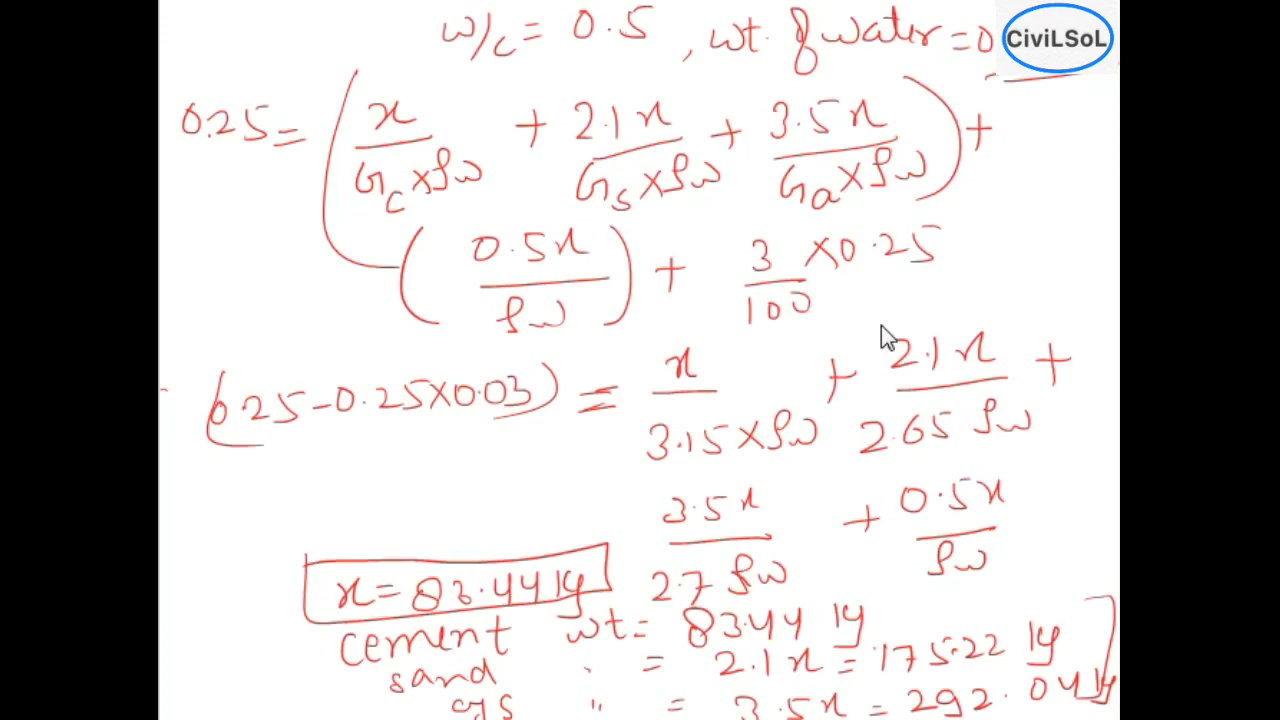 w/c = 0.5 , wt. of water = 0
CiviLSoL
0.25 = ( x / Gc×ρw + 2.1x / Gs×ρw + 3.5x / Ga×ρw ) +
( 0.5x / ρw ) + 3/100 × 0.25
(0.25 - 0.25×0.03) = x / 3.15×ρw + 2.1x / 2.65 ρw +
3.5x / 2.7 ρw + 0.5x / ρw
x = 83.44 kg
cement wt = 83.44 kg
sand " = 2.1x = 175.22 kg
" = 3.5x = 292.04 kg